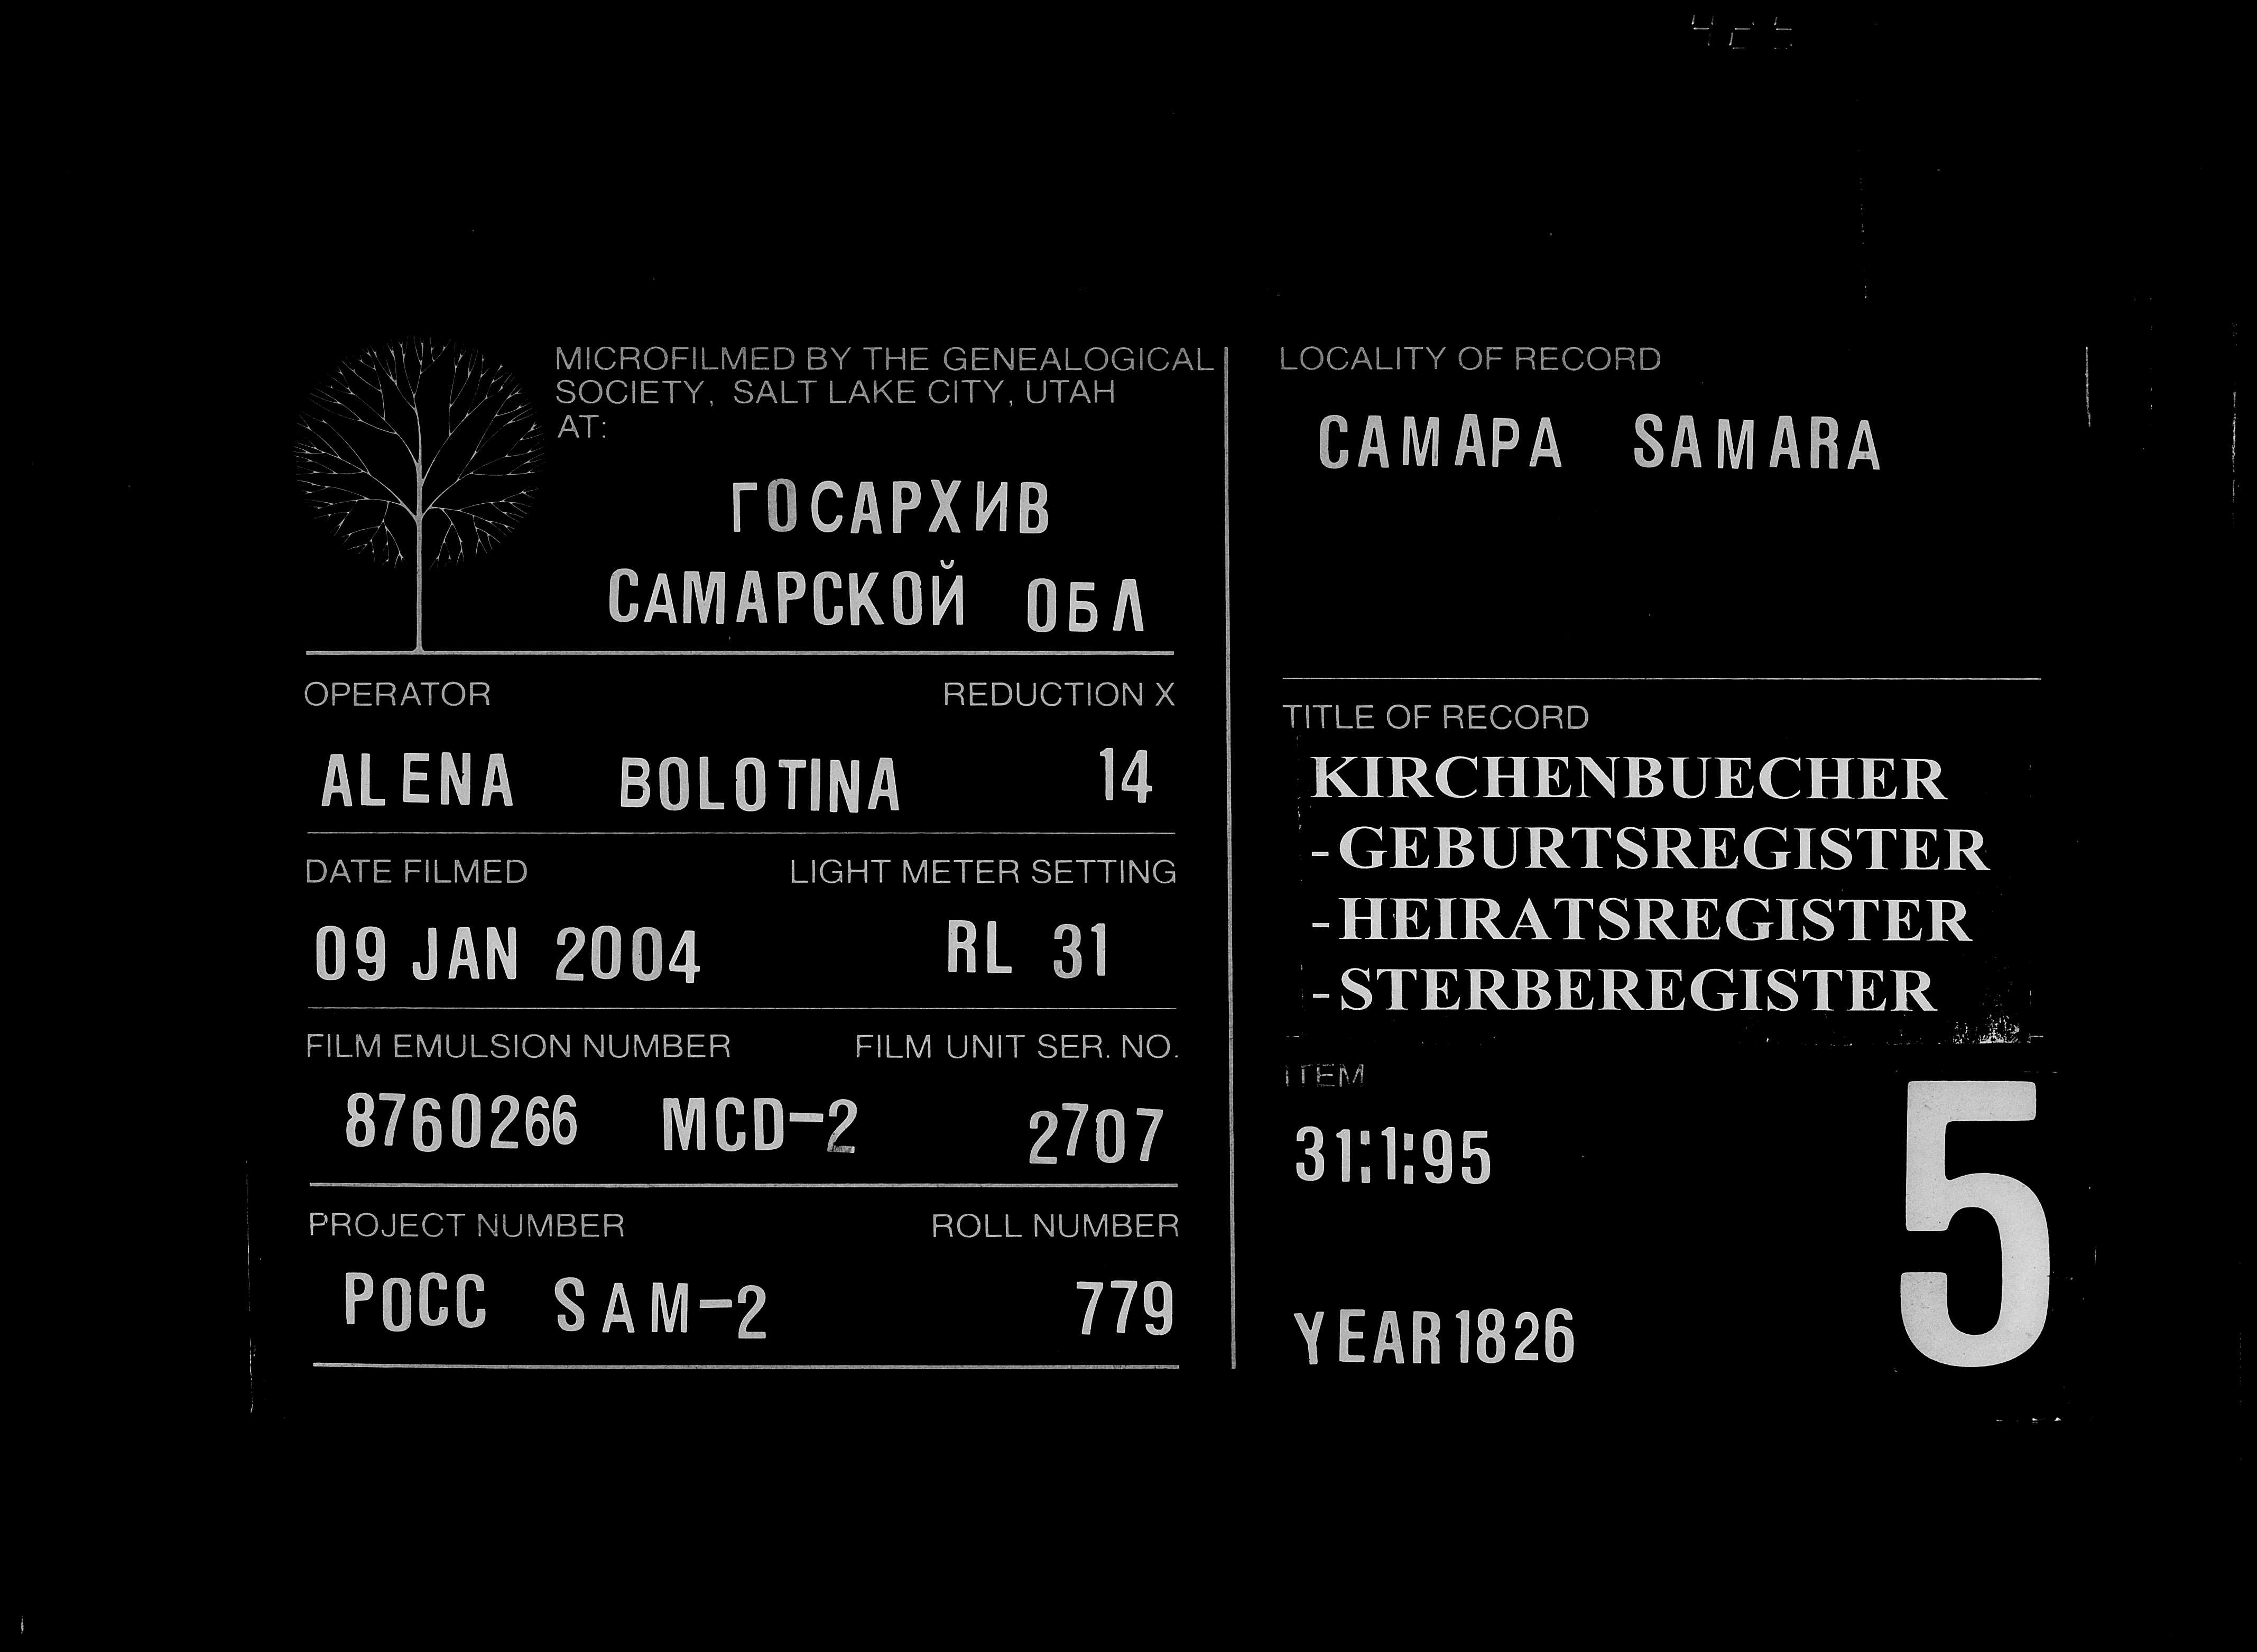 MICROFILMED BY THE GENEALOGICAL
SOCIETY, SALT LAKE CITY, UTAH
AT:
ГОСАРХИВ
САМАРСКОЙ ОБЛ
OPERATOR REDUCTION X
ALENA BOLOTINA 14
DATE FILMED LIGHT METER SETTING
09 JAN 2004 RL 31
FILM EMULSION NUMBER FILM UNIT SER. NO.
8760266 MCD-2 2707
PROJECT NUMBER ROLL NUMBER
РОСС SAM-2 779
LOCALITY OF RECORD
САМАРА SAMARA
TITLE OF RECORD
KIRCHENBUECHER
-GEBURTSREGISTER
-HEIRATSREGISTER
-STERBEREGISTER
ITEM
31:1:95
5
YEAR 1826